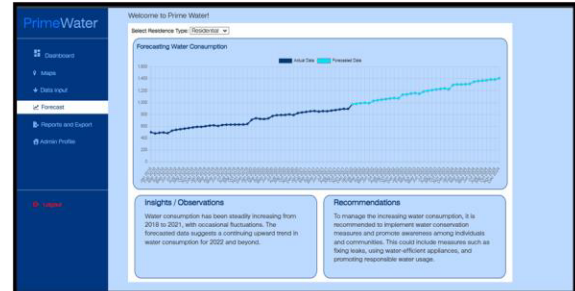 PrimeWater
Welcome to Prime Water!
Dashboard
Maps
Data Input
Forecast
Reports and Export
Admin Profile
Logout
Select Residence Type: Residential
Forecasting Water Consumption
Actual Data Forecasted Data
1,600
1,400
1,200
1,000
800
600
400
200
0
Insights / Observations
Water consumption has been steadily increasing from
2018 to 2021, with occasional fluctuations. The
forecasted data suggests a continuing upward trend in
water consumption for 2022 and beyond.
Recommendations
To manage the increasing water consumption, it is
recommended to implement water conservation
measures and promote awareness among individuals
and communities. This could include measures such as
fixing leaks, using water-efficient appliances, and
promoting responsible water usage.